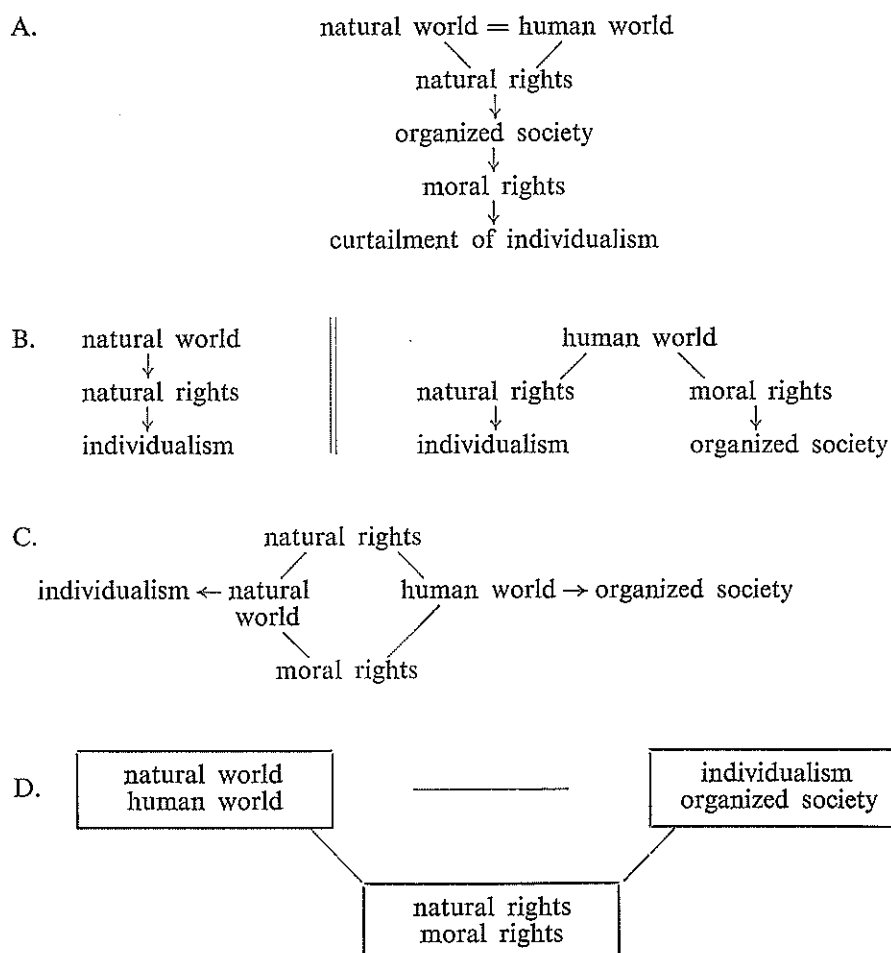 A.
natural world = human world
natural rights
↓
organized society
↓
moral rights
↓
curtailment of individualism
B. natural world human world
↓
natural rights natural rights moral rights
↓ ↓ ↓
individualism individualism organized society
C.
natural rights
individualism ← natural human world → organized society
world
moral rights
D.
natural world
human world
individualism
organized society
natural rights
moral rights